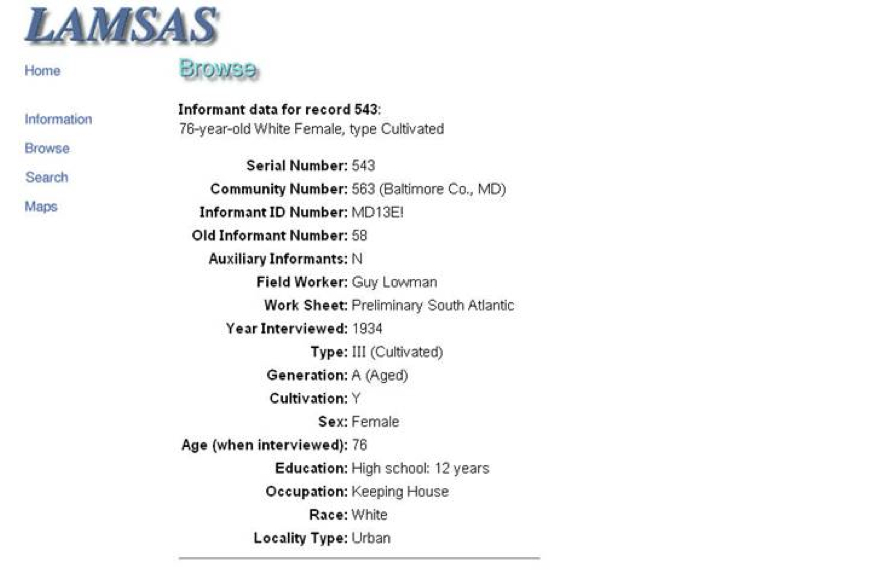 LAMSAS
Home
Information
Browse
Search
Maps
Browse
Informant data for record 543:
76-year-old White Female, type Cultivated
Serial Number: 543
Community Number: 563 (Baltimore Co., MD)
Informant ID Number: MD13E!
Old Informant Number: 58
Auxiliary Informants: N
Field Worker: Guy Lowman
Work Sheet: Preliminary South Atlantic
Year Interviewed: 1934
Type: III (Cultivated)
Generation: A (Aged)
Cultivation: Y
Sex: Female
Age (when interviewed): 76
Education: High school: 12 years
Occupation: Keeping House
Race: White
Locality Type: Urban